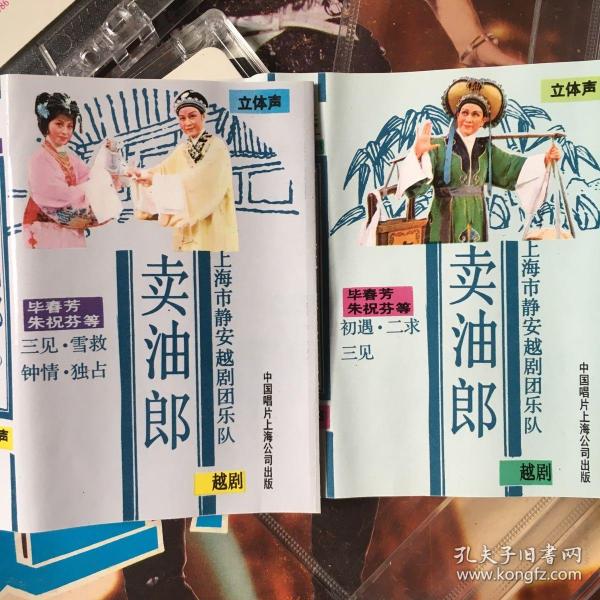 立体声
毕春芳
朱祝芬等
三见·雪救
钟情·独占
卖油郎
上海市静安越剧团乐队
中国唱片上海公司出版
越剧
声
立体声
毕春芳
朱祝芬等
初遇·二求
三见
卖油郎
上海市静安越剧团乐队
中国唱片上海公司出版
越剧
孔夫子旧书网
www.kongfz.com